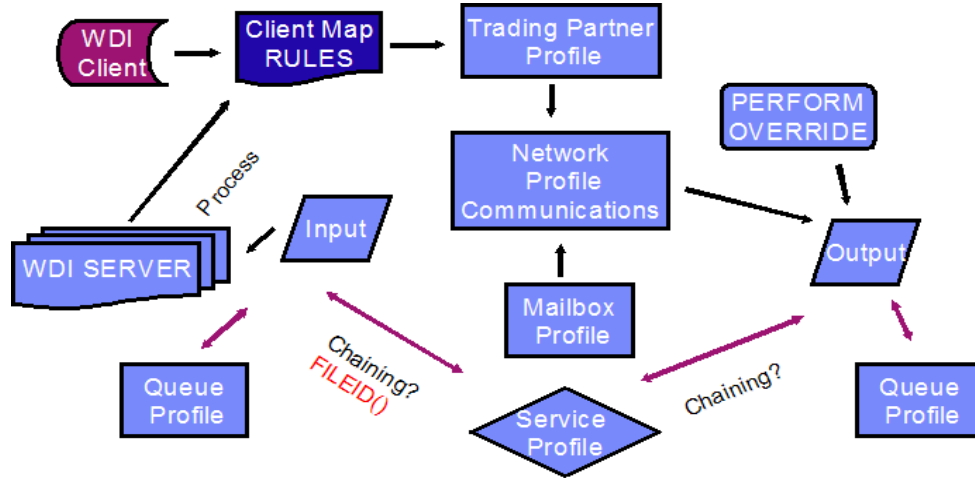 WDI
Client
Client Map
RULES
Trading Partner
Profile
PERFORM
OVERRIDE
Network
Profile
Communications
Process
Input
WDI SERVER
Output
Mailbox
Profile
Chaining?
FILEID()
Chaining?
Queue
Profile
Service
Profile
Queue
Profile